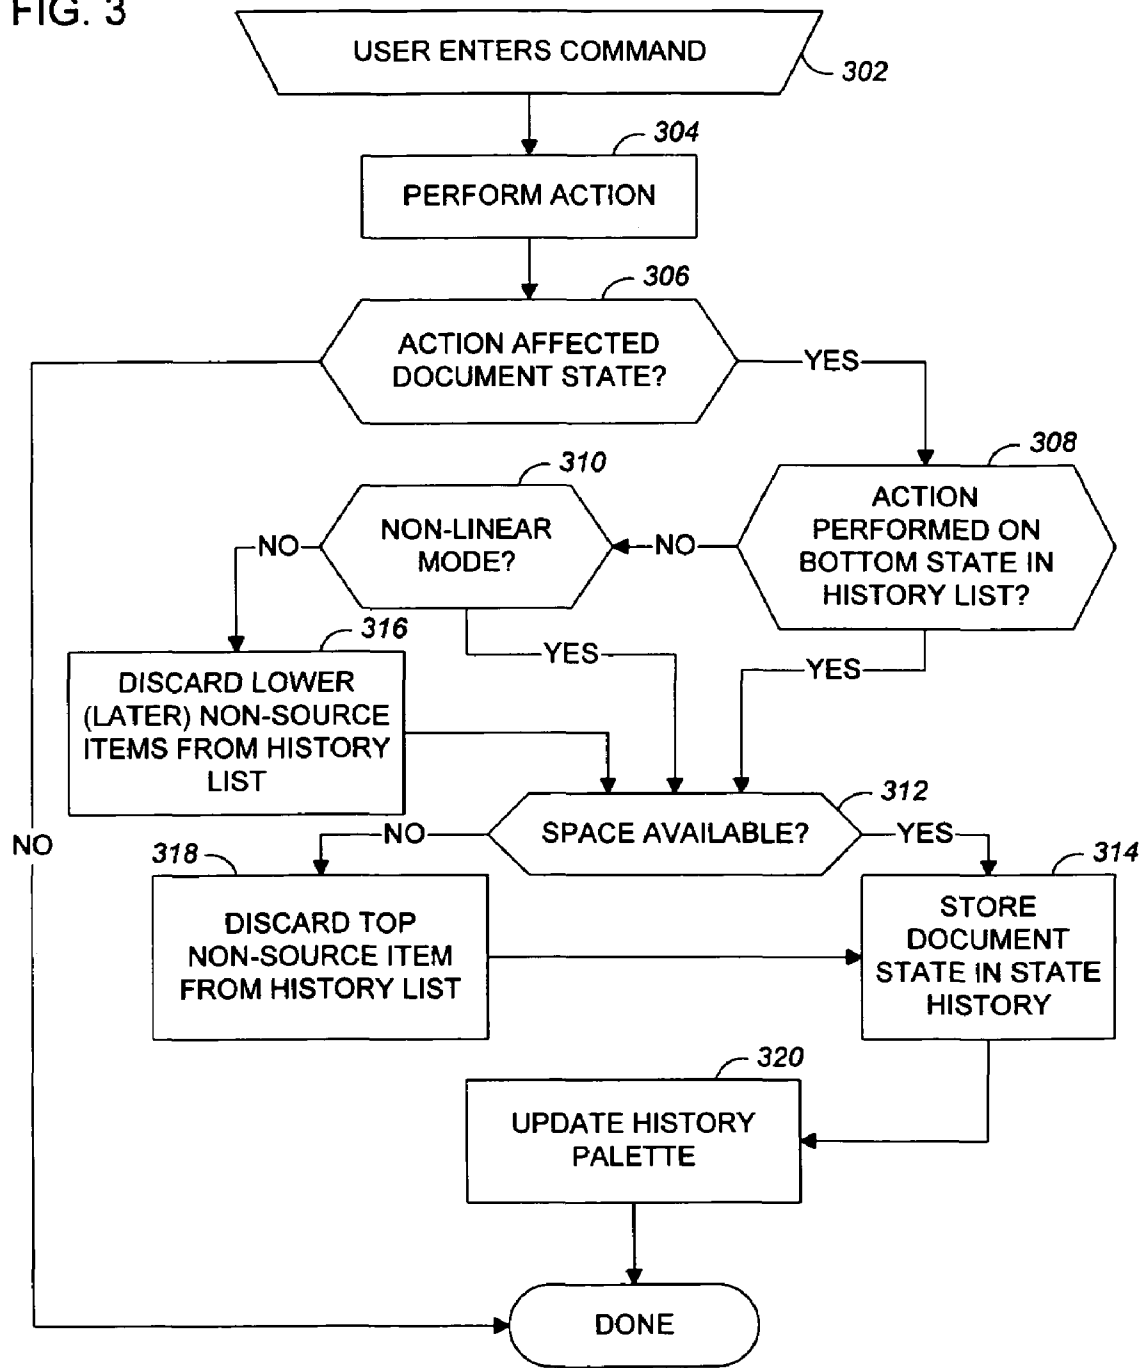 FIG. 3
USER ENTERS COMMAND
302
304
PERFORM ACTION
306
ACTION AFFECTED
DOCUMENT STATE?
YES
308
ACTION
PERFORMED ON
BOTTOM STATE IN
HISTORY LIST?
310
NON-LINEAR
MODE?
NO
NO
316
DISCARD LOWER
(LATER) NON-SOURCE
ITEMS FROM HISTORY
LIST
YES
YES
312
SPACE AVAILABLE?
NO
YES
NO
318
DISCARD TOP
NON-SOURCE ITEM
FROM HISTORY LIST
314
STORE
DOCUMENT
STATE IN STATE
HISTORY
320
UPDATE HISTORY
PALETTE
DONE